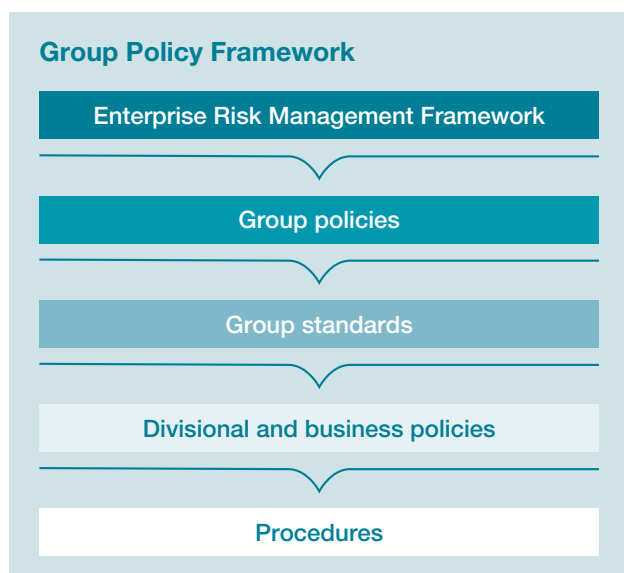 Group Policy Framework
Enterprise Risk Management Framework
Group policies
Group standards
Divisional and business policies
Procedures